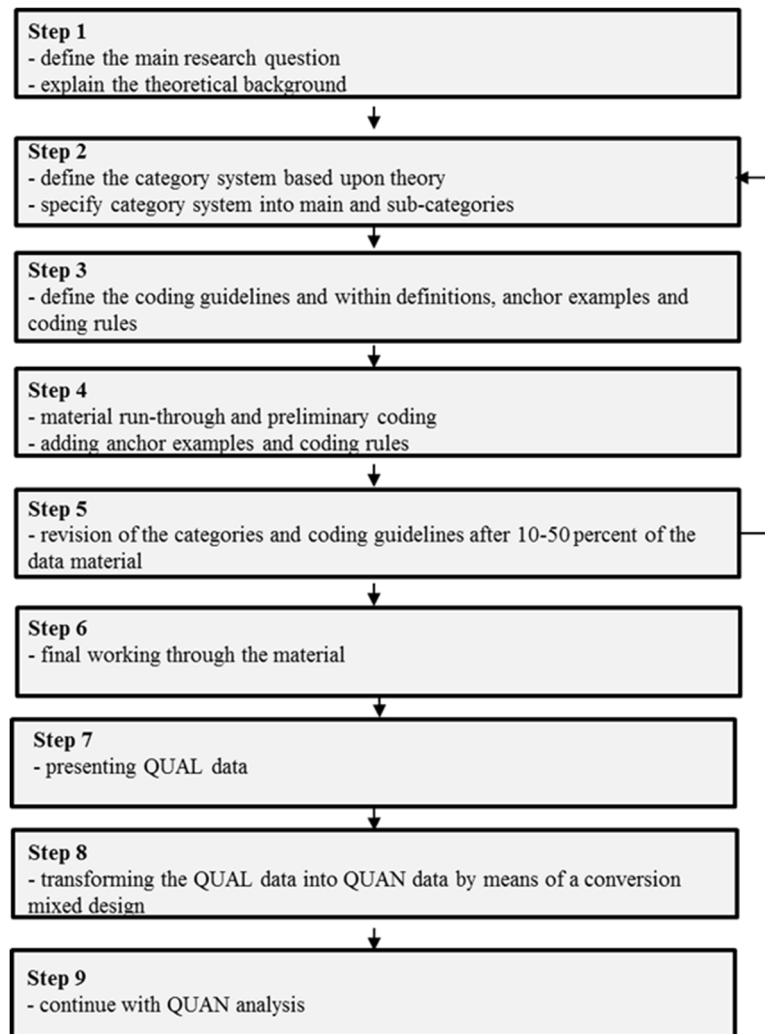 Step 1
- define the main research question
- explain the theoretical background
Step 2
- define the category system based upon theory
- specify category system into main and sub-categories
Step 3
- define the coding guidelines and within definitions, anchor examples and
coding rules
Step 4
- material run-through and preliminary coding
- adding anchor examples and coding rules
Step 5
- revision of the categories and coding guidelines after 10-50 percent of the
data material
Step 6
- final working through the material
Step 7
- presenting QUAL data
Step 8
- transforming the QUAL data into QUAN data by means of a conversion
mixed design
Step 9
- continue with QUAN analysis